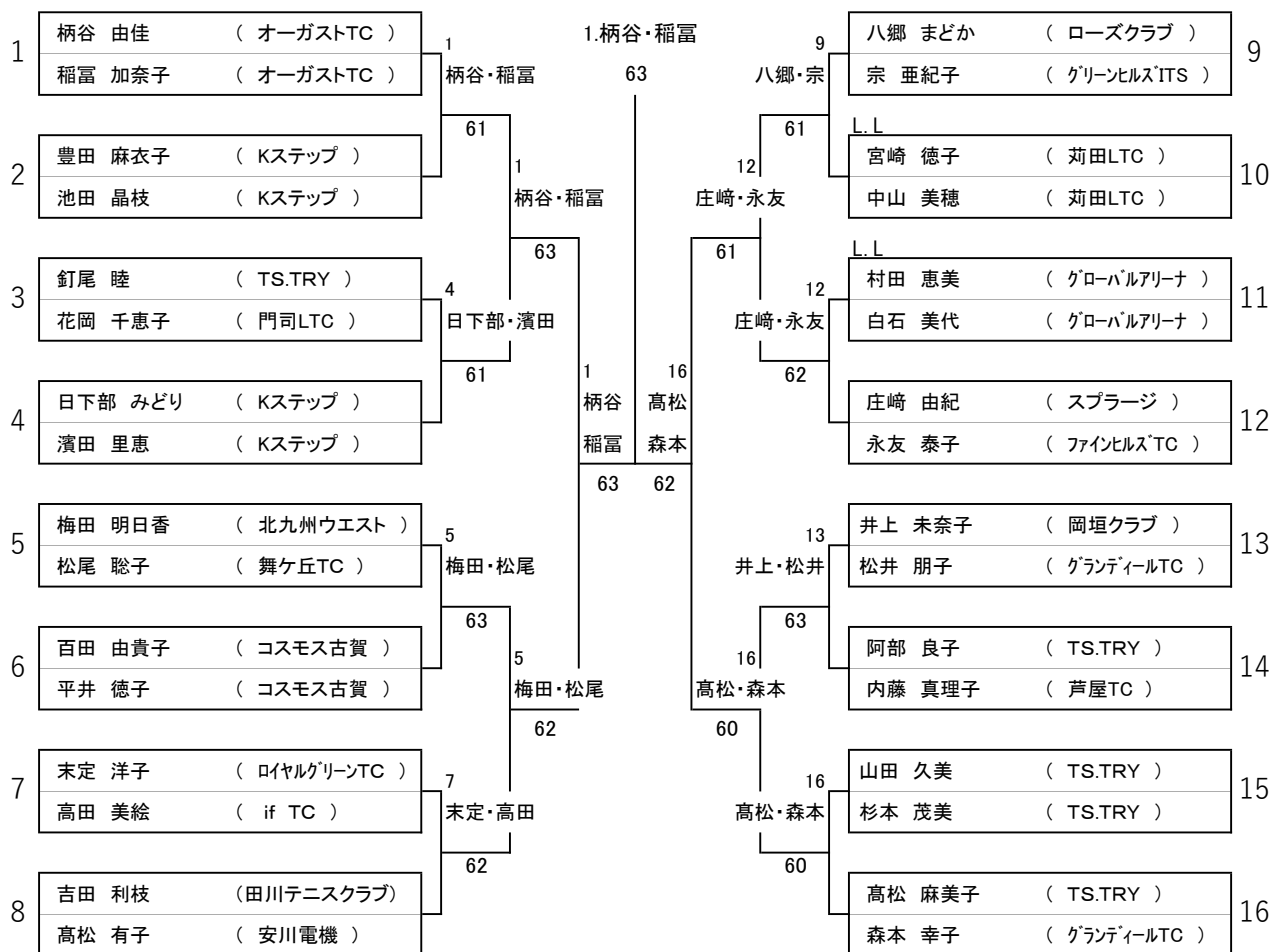 1.柄谷・稲冨
63
1
柄谷 由佳 ( オーガストTC )
稲冨 加奈子 ( オーガストTC )
1
柄谷・稲冨
61
2
豊田 麻衣子 ( Kステップ )
池田 晶枝 ( Kステップ )
1
柄谷・稲冨
63
3
釘尾 睦 ( TS.TRY )
花岡 千恵子 ( 門司LTC )
4
日下部・濱田
61
4
日下部 みどり ( Kステップ )
濱田 里恵 ( Kステップ )
1
柄谷
稲冨
63
5
梅田 明日香 ( 北九州ウエスト )
松尾 聡子 ( 舞ケ丘TC )
5
梅田・松尾
63
6
百田 由貴子 ( コスモス古賀 )
平井 徳子 ( コスモス古賀 )
5
梅田・松尾
62
7
末定 洋子 ( ロイヤルグリーンTC )
高田 美絵 ( if TC )
7
末定・高田
62
8
吉田 利枝 (田川テニスクラブ)
髙松 有子 ( 安川電機 )
9
八郷 まどか ( ローズクラブ )
宗 亜紀子 ( グリーンヒルズITS )
9
八郷・宗
61
L.L
10
宮崎 徳子 ( 苅田LTC )
中山 美穂 ( 苅田LTC )
12
庄﨑・永友
61
L.L
11
村田 恵美 ( グローバルアリーナ )
白石 美代 ( グローバルアリーナ )
12
庄﨑・永友
62
12
庄﨑 由紀 ( スプラージ )
永友 泰子 ( ファインヒルズTC )
16
髙松
森本
62
13
井上 未奈子 ( 岡垣クラブ )
松井 朋子 ( グランディールTC )
13
井上・松井
63
14
阿部 良子 ( TS.TRY )
内藤 真理子 ( 芦屋TC )
16
髙松・森本
60
15
山田 久美 ( TS.TRY )
杉本 茂美 ( TS.TRY )
16
髙松・森本
60
16
髙松 麻美子 ( TS.TRY )
森本 幸子 ( グランディールTC )